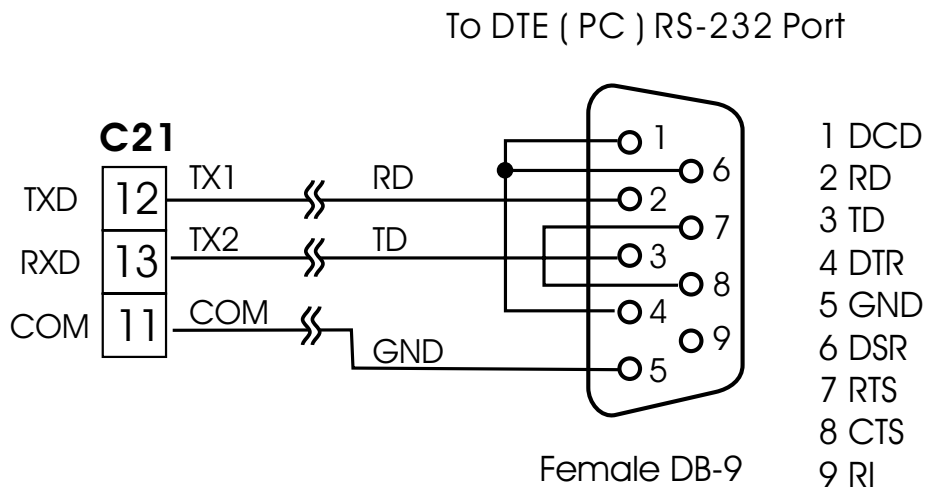 To DTE ( PC ) RS-232 Port
C21
TXD 12 TX1 RD
RXD 13 TX2 TD
COM 11 COM GND
1
6
2
7
3
8
4
9
5
1 DCD
2 RD
3 TD
4 DTR
5 GND
6 DSR
7 RTS
8 CTS
9 RI
Female DB-9